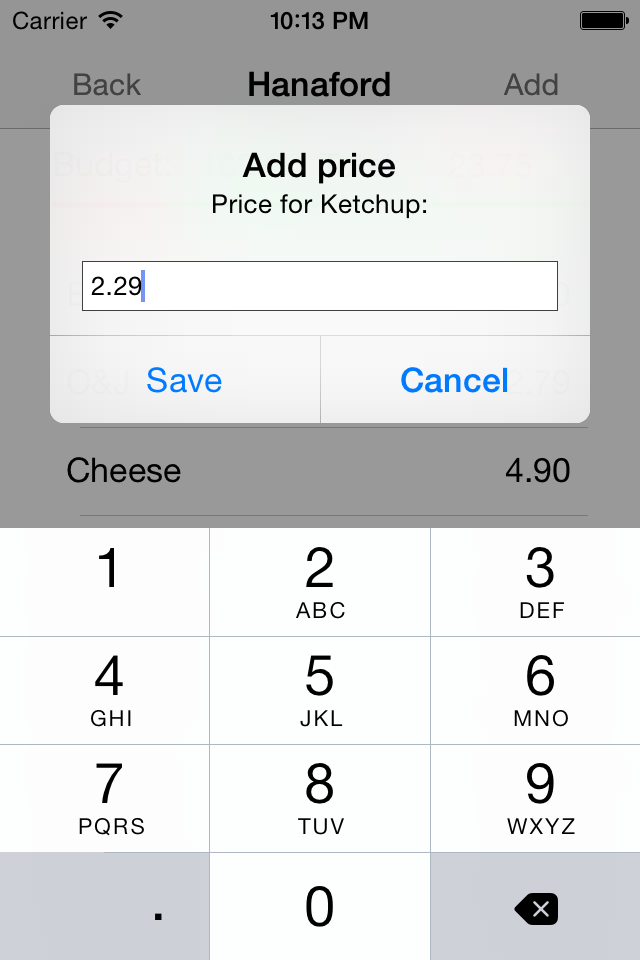 Carrier 10:13 PM
Back Hanaford Add
Budget:
Add price
Price for Ketchup:
2.29
Save Cancel
Cheese 4.90
1 2 3
ABC DEF
4 5 6
GHI JKL MNO
7 8 9
PQRS TUV WXYZ
. 0